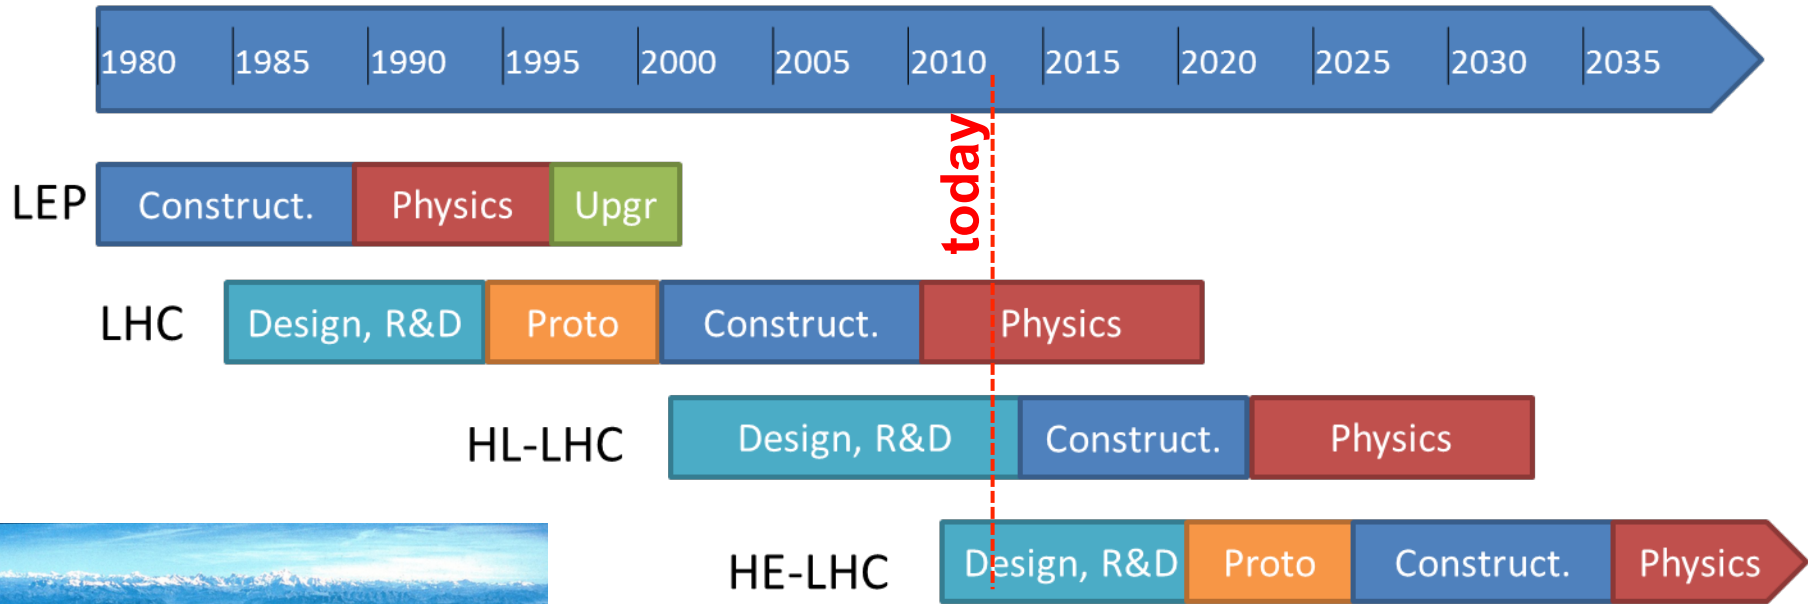 1980 1985 1990 1995 2000 2005 2010 2015 2020 2025 2030 2035
today
LEP Construct. Physics Upgr
LHC Design, R&D Proto Construct. Physics
HL-LHC Design, R&D Construct. Physics
HE-LHC Design, R&D Proto Construct. Physics